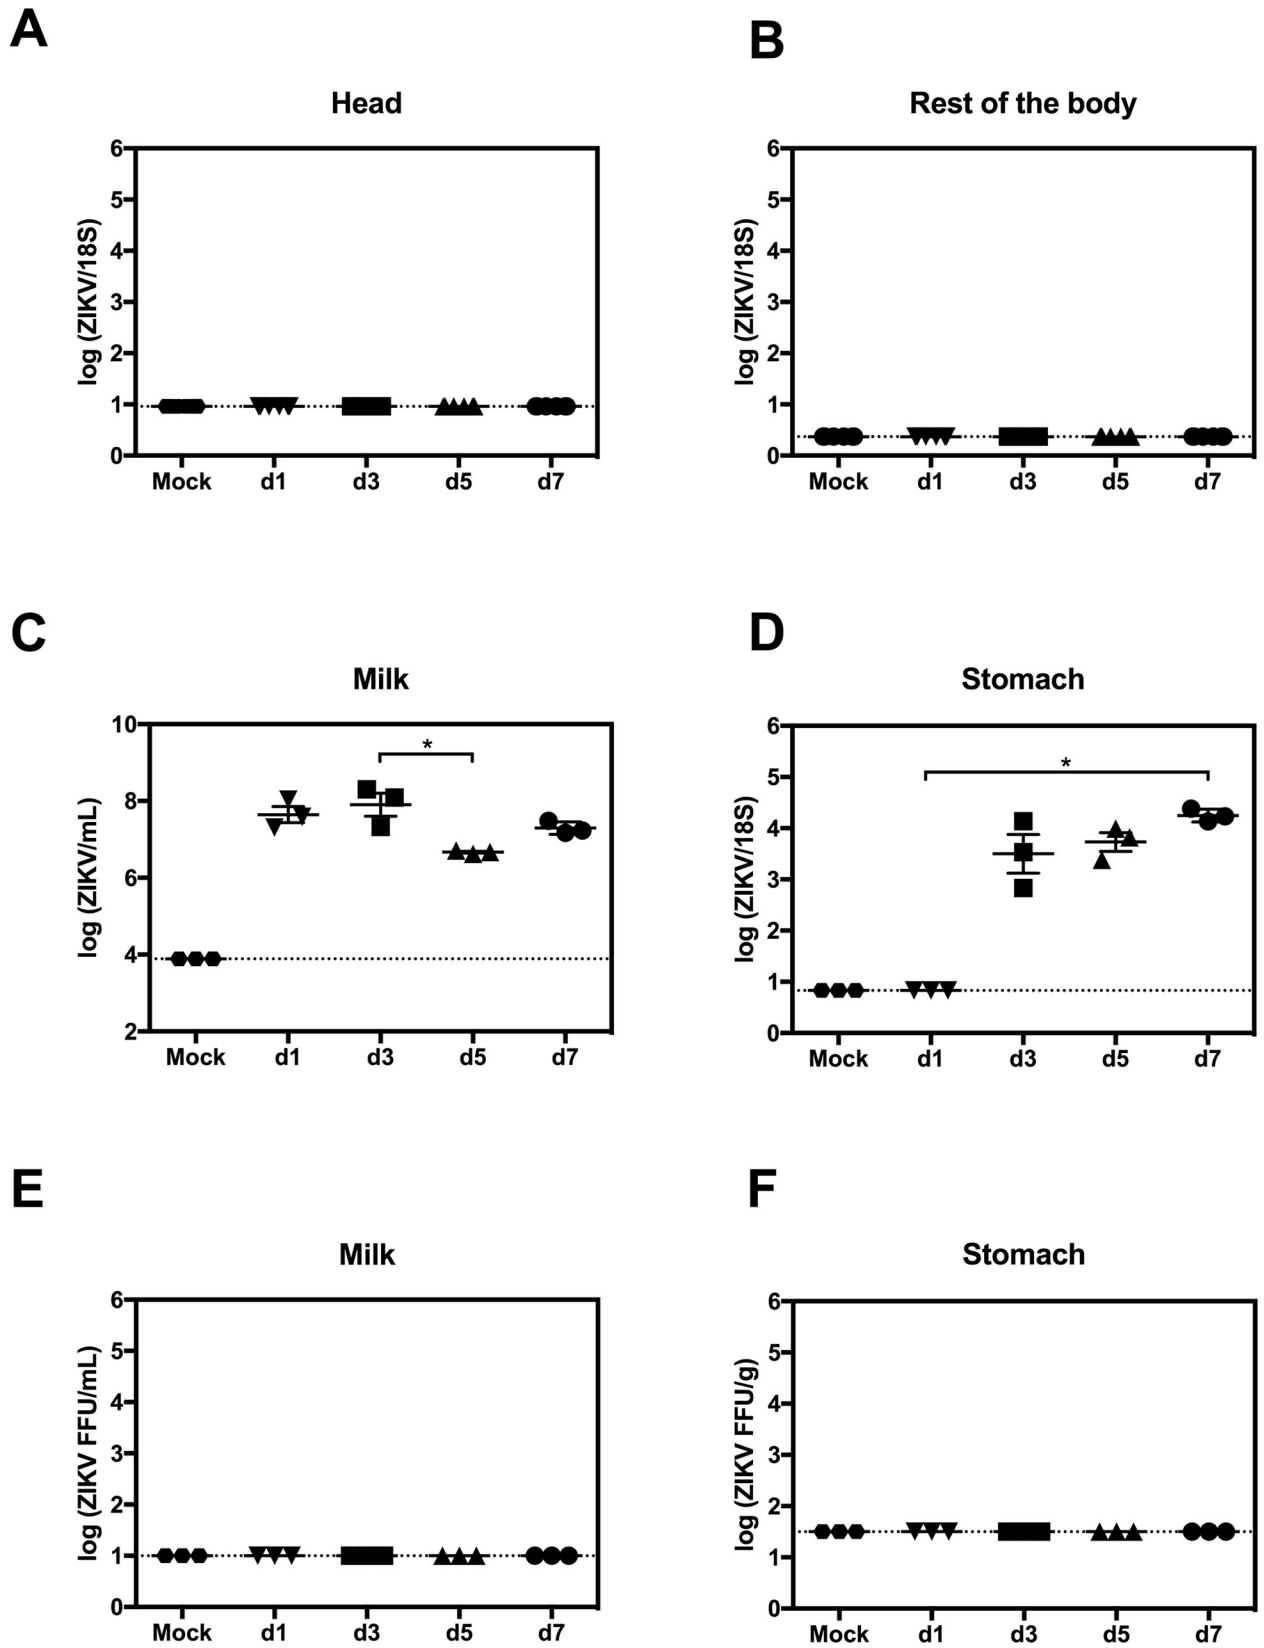 A
B
Head
Rest of the body
log (ZIKV/18S)
6
5
4
3
2
1
0
Mock d1 d3 d5 d7
log (ZIKV/18S)
6
5
4
3
2
1
0
Mock d1 d3 d5 d7
C
D
Milk
Stomach
log (ZIKV/mL)
10
8
6
4
2
*
Mock d1 d3 d5 d7
log (ZIKV/18S)
6
5
4
3
2
1
0
*
Mock d1 d3 d5 d7
E
F
Milk
Stomach
log (ZIKV FFU/mL)
6
5
4
3
2
1
0
Mock d1 d3 d5 d7
log (ZIKV FFU/g)
6
5
4
3
2
1
0
Mock d1 d3 d5 d7